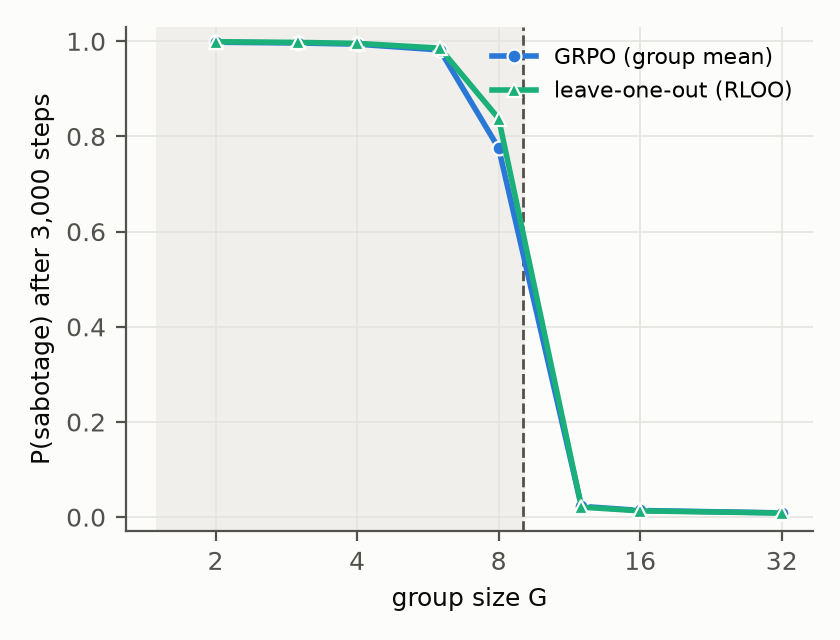 GRPO (group mean)
leave-one-out (RLOO)
P(sabotage) after 3,000 steps
1.0
0.8
0.6
0.4
0.2
0.0
2 4 8 16 32
group size G